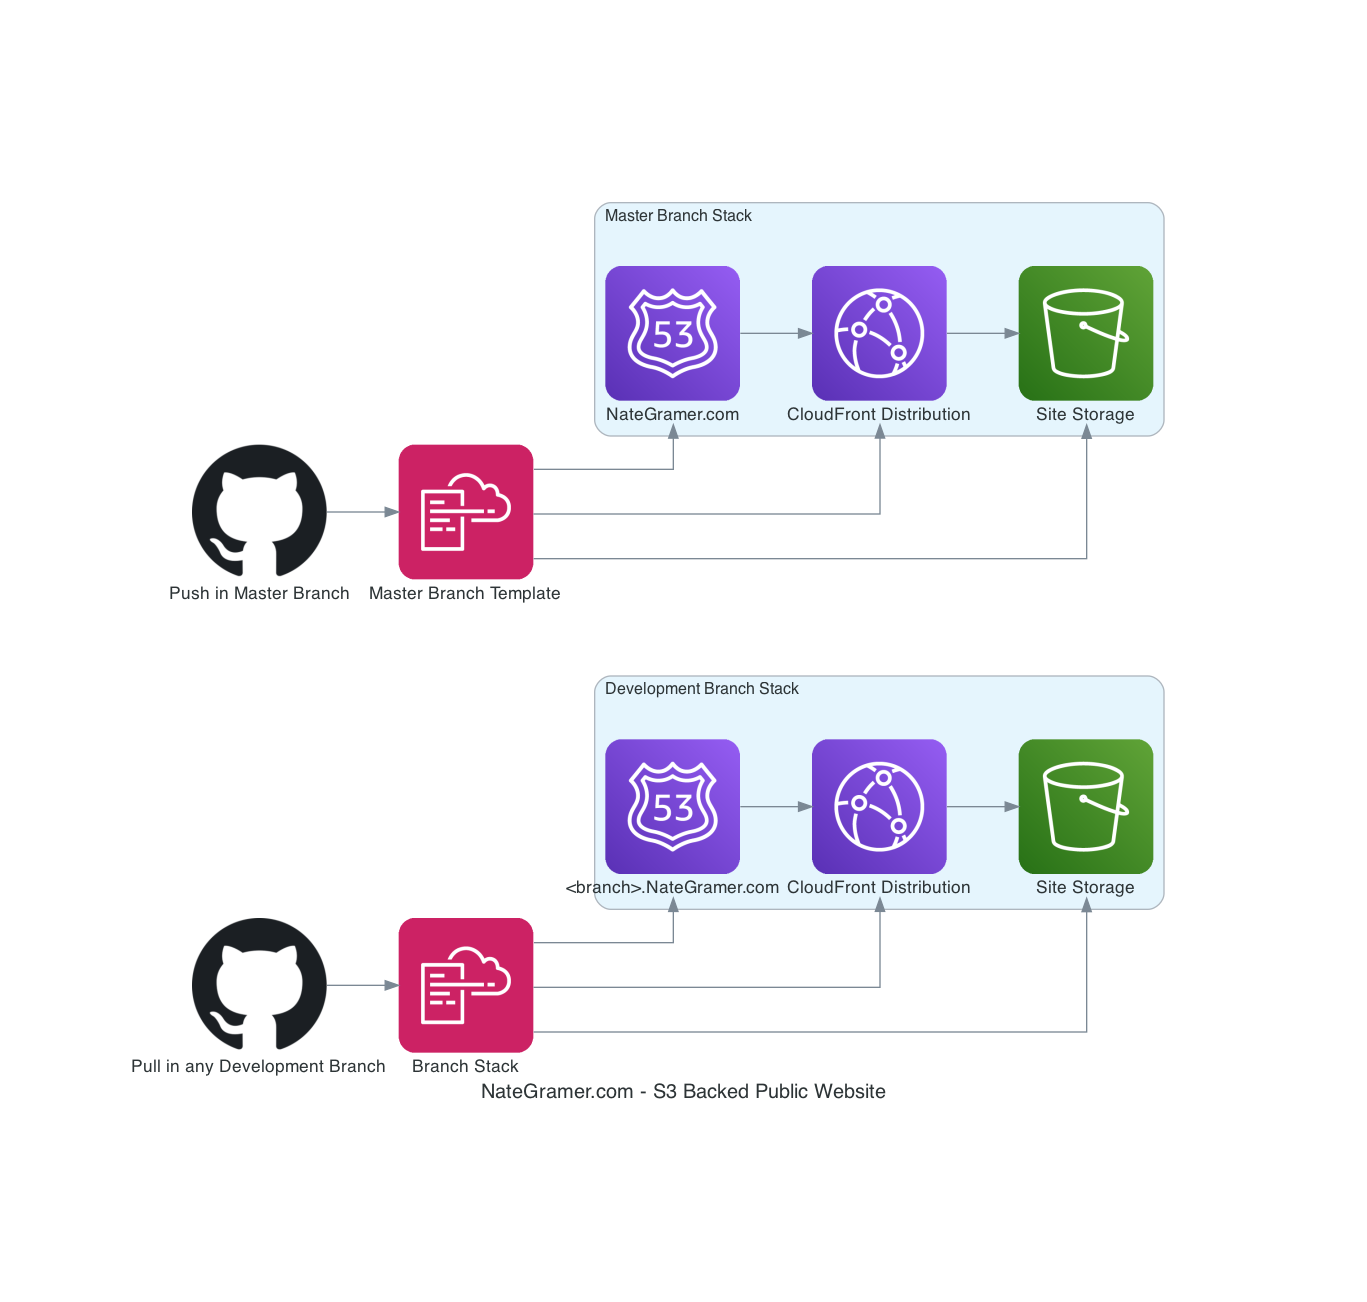 Master Branch Stack
53
NateGramer.com
CloudFront Distribution
Site Storage
Push in Master Branch
Master Branch Template
Development Branch Stack
53
<branch>.NateGramer.com
CloudFront Distribution
Site Storage
Pull in any Development Branch
Branch Stack
NateGramer.com - S3 Backed Public Website